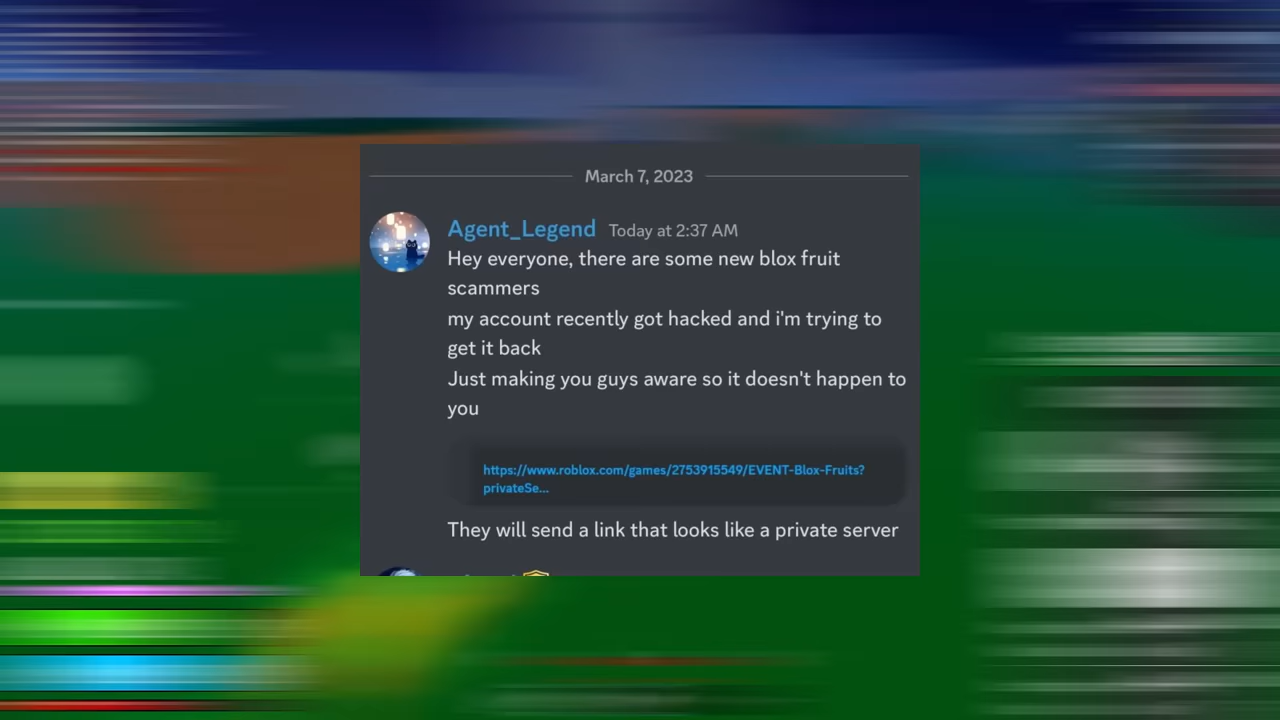 March 7, 2023
Agent_Legend Today at 2:37 AM
Hey everyone, there are some new blox fruit
scammers
my account recently got hacked and i'm trying to
get it back
Just making you guys aware so it doesn't happen to
you
https://www.roblox.com/games/2753915549/EVENT-Blox-Fruits?
privateSe...
They will send a link that looks like a private server